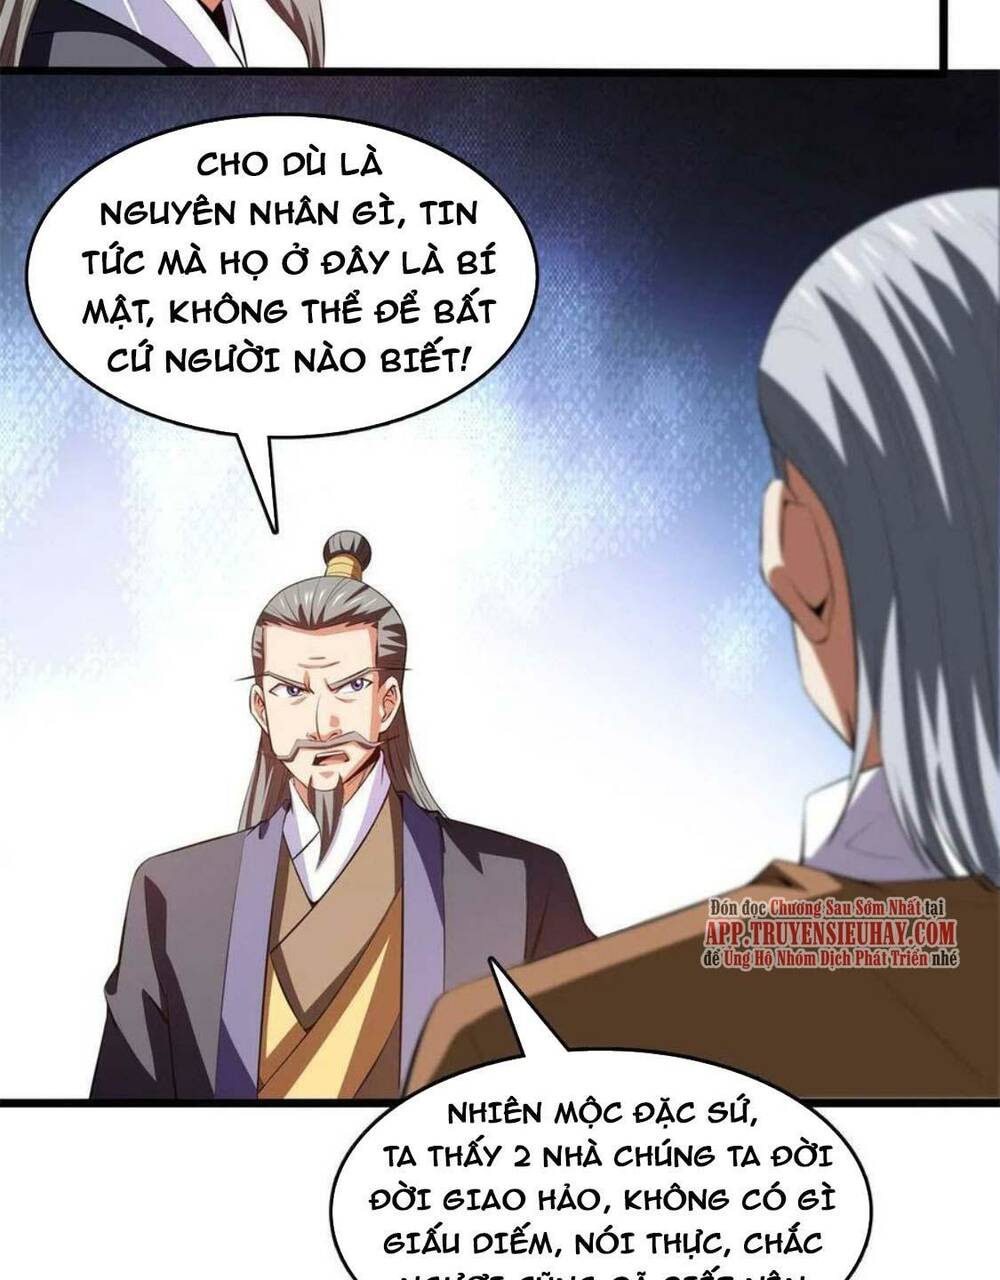 CHO DÙ LÀ
NGUYÊN NHÂN GÌ, TIN
TỨC MÀ HỌ Ở ĐÂY LÀ BÍ
MẬT, KHÔNG THỂ ĐỂ BẤT
CỨ NGƯỜI NÀO BIẾT!
Đón đọc Chương Sau Sớm Nhất tại
APP.TRUYENSIEUHAY.COM
để Ủng Hộ Nhóm Dịch Phát Triển nhé
NHIÊN MỘC ĐẶC SỨ,
TA THẤY 2 NHÀ CHÚNG TA ĐỜI
ĐỜI GIAO HẢO, KHÔNG CÓ GÌ
GIẤU DIẾM, NÓI THỰC, CHẮC